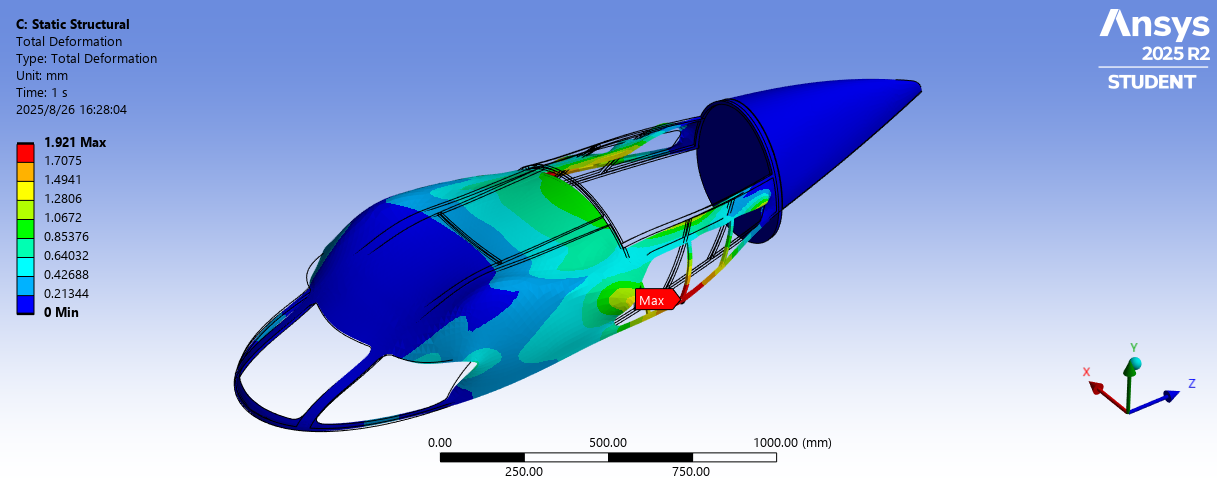 C: Static Structural
Total Deformation
Type: Total Deformation
Unit: mm
Time: 1 s
2025/8/26 16:28:04
1.921 Max
1.7075
1.4941
1.2806
1.0672
0.85376
0.64032
0.42688
0.21344
0 Min
Ansys
2025 R2
STUDENT
Max
Y
X
Z
0.00 500.00 1000.00 (mm)
250.00 750.00